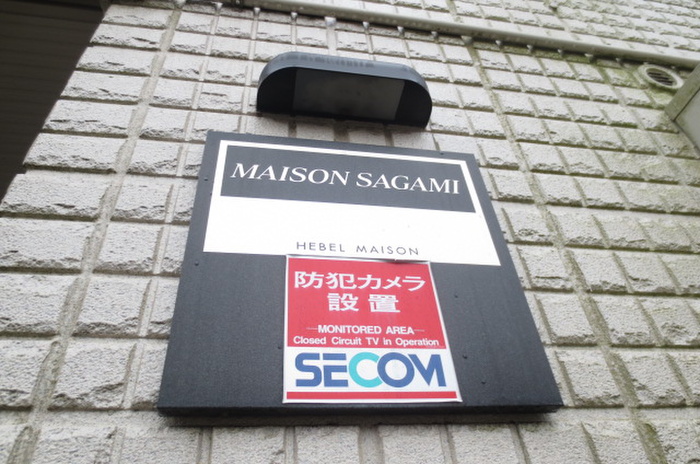 MAISON SAGAMI
HEBEL MAISON
防犯カメラ
設置
MONITORED AREA
Closed Circuit TV in Operation
SECOM